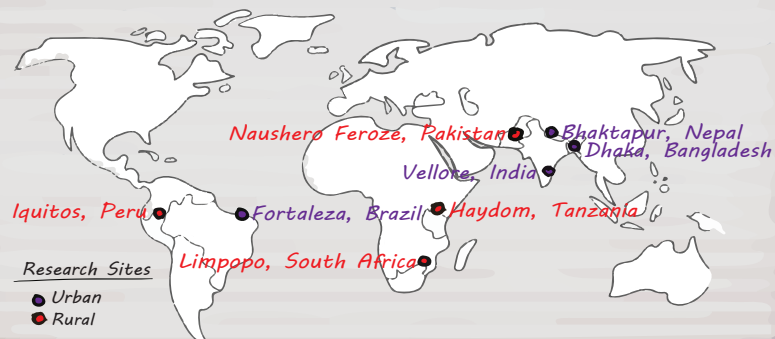 Naushero Feroze, Pakistan
Bhaktapur, Nepal
Dhaka, Bangladesh
Vellore, India
Iquitos, Peru
Fortaleza, Brazil
Haydom, Tanzania
Limpopo, South Africa
Research Sites
Urban
Rural